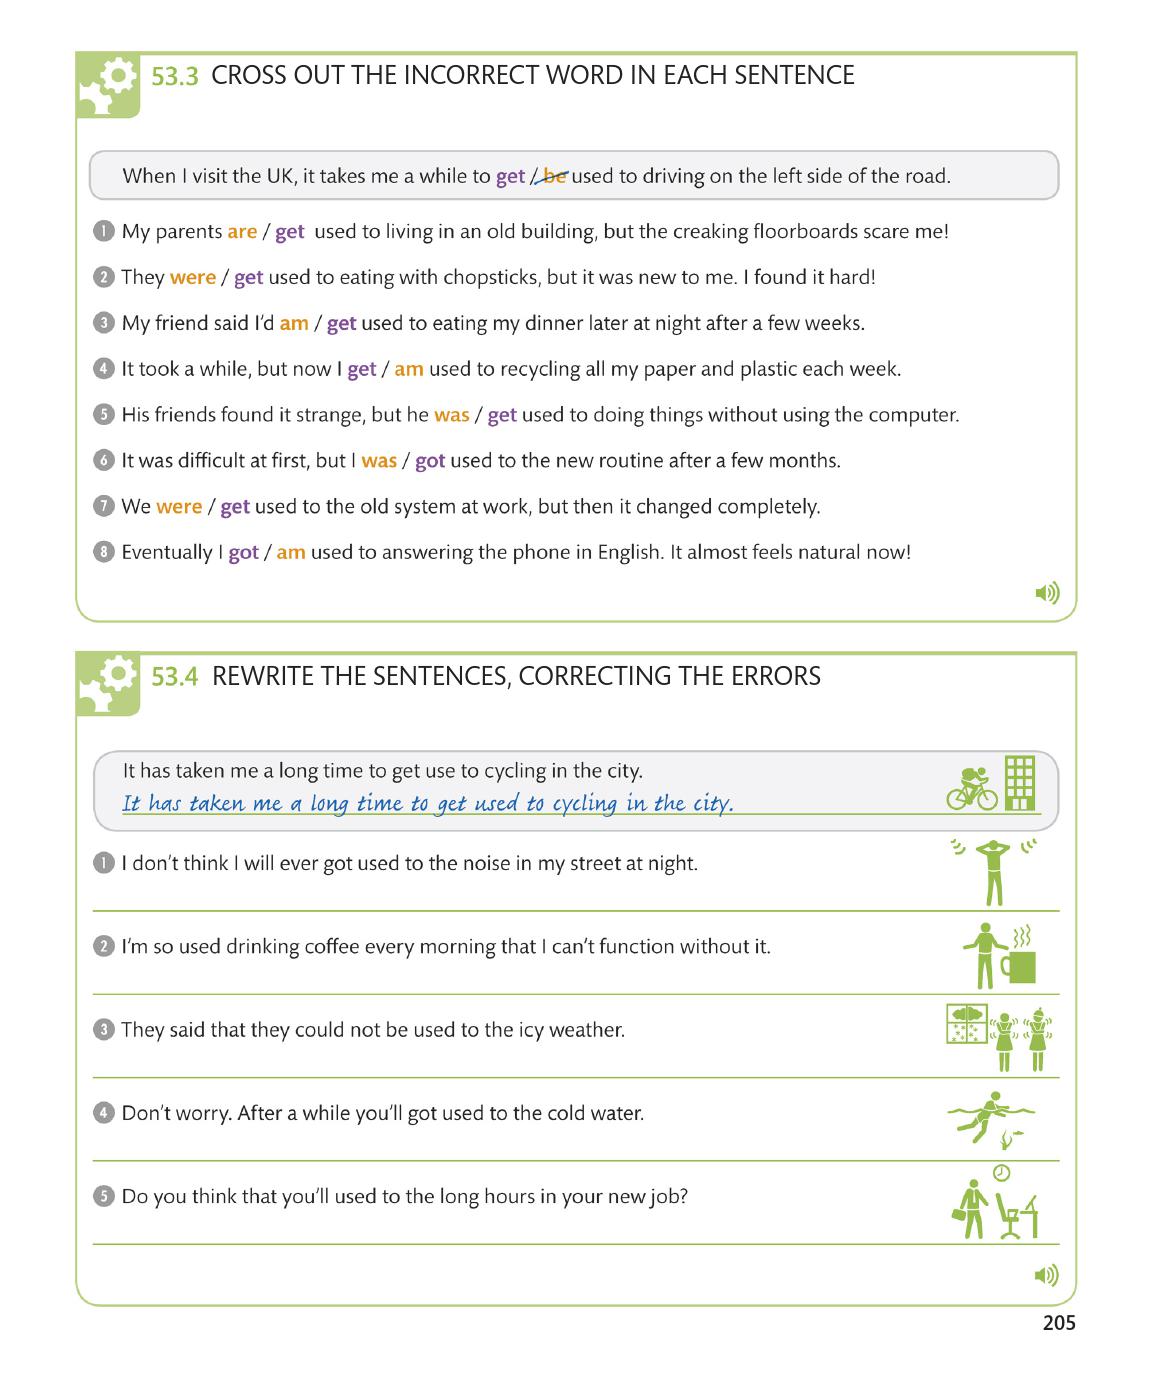 53.3 CROSS OUT THE INCORRECT WORD IN EACH SENTENCE
When I visit the UK, it takes me a while to get / be used to driving on the left side of the road.
1 My parents are / get used to living in an old building, but the creaking floorboards scare me!
2 They were / get used to eating with chopsticks, but it was new to me. I found it hard!
3 My friend said I'd am / get used to eating my dinner later at night after a few weeks.
4 It took a while, but now I get / am used to recycling all my paper and plastic each week.
5 His friends found it strange, but he was / get used to doing things without using the computer.
6 It was difficult at first, but I was / got used to the new routine after a few months.
7 We were / get used to the old system at work, but then it changed completely.
8 Eventually I got / am used to answering the phone in English. It almost feels natural now!
53.4 REWRITE THE SENTENCES, CORRECTING THE ERRORS
It has taken me a long time to get use to cycling in the city.
It has taken me a long time to get used to cycling in the city.
1 I don't think I will ever got used to the noise in my street at night.
2 I'm so used drinking coffee every morning that I can't function without it.
3 They said that they could not be used to the icy weather.
4 Don't worry. After a while you'll got used to the cold water.
5 Do you think that you'll used to the long hours in your new job?
205